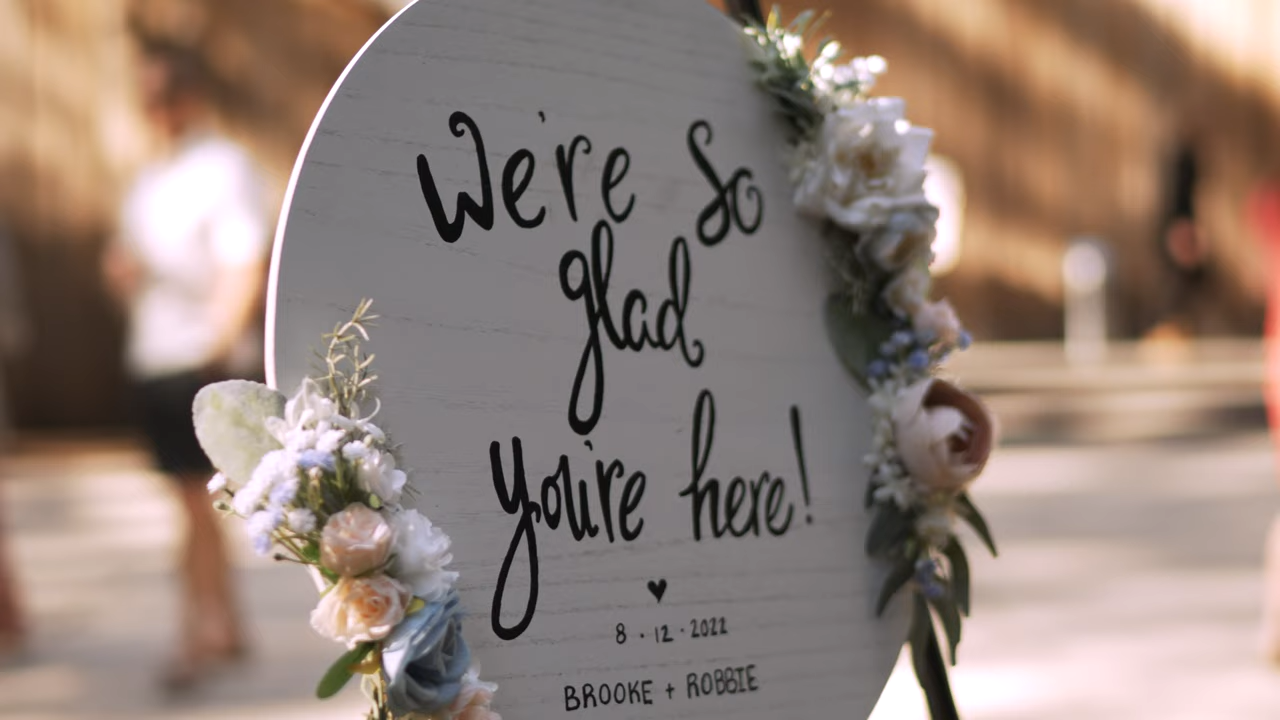 We're So
glad
you're here!
♥
8 · 12 · 2022
BROOKE + ROBBIE